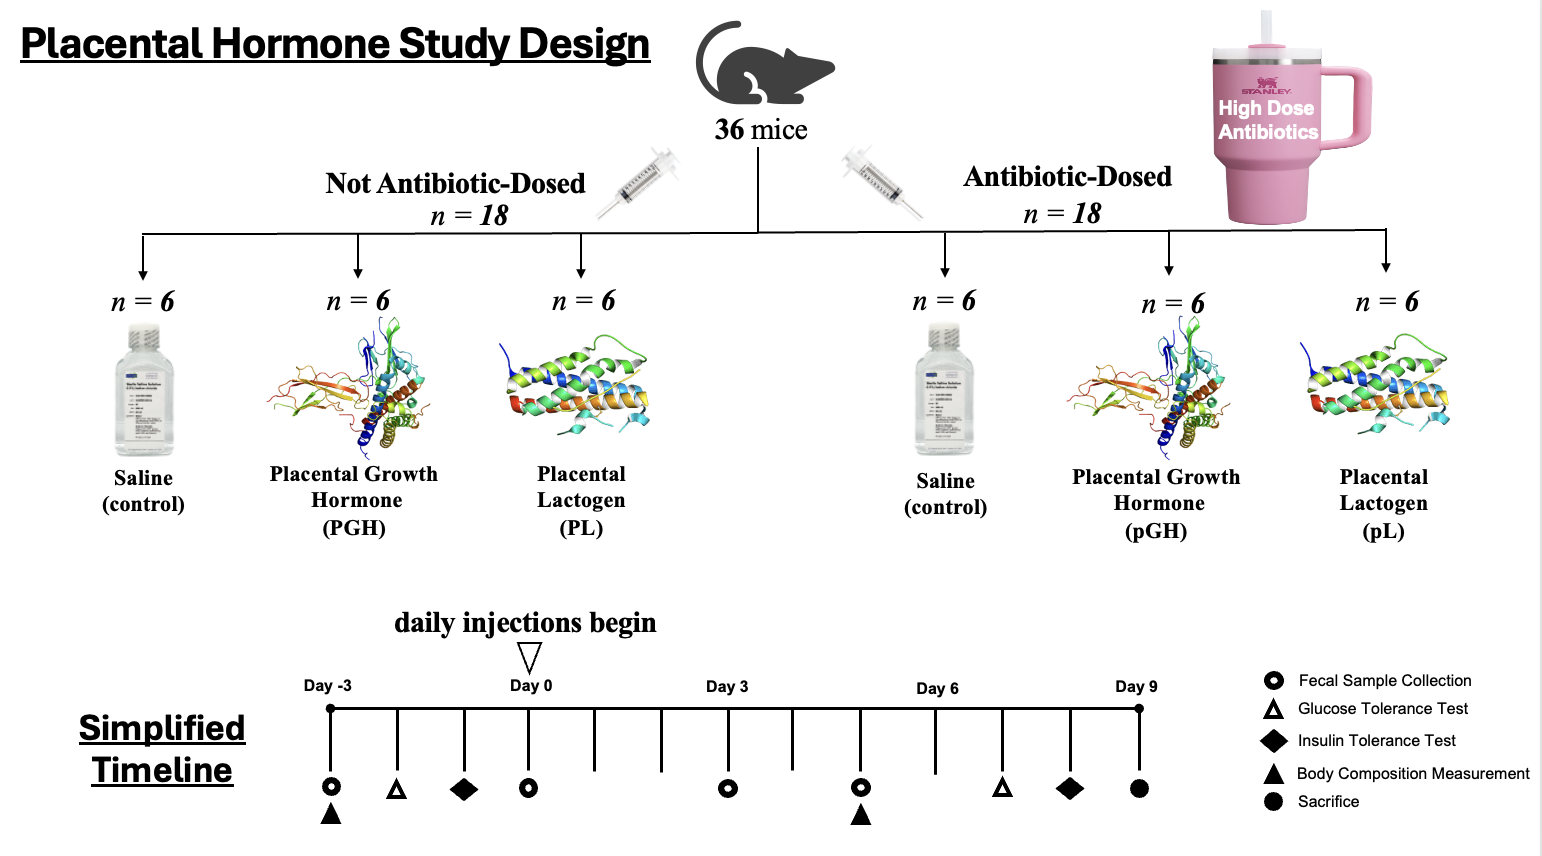 Placental Hormone Study Design
36 mice
STANLEY
High Dose
Antibiotics
Not Antibiotic-Dosed
n = 18
Antibiotic-Dosed
n = 18
n = 6
n = 6
n = 6
n = 6
n = 6
n = 6
Saline
(control)
Placental Growth
Hormone
(PGH)
Placental
Lactogen
(PL)
Saline
(control)
Placental Growth
Hormone
(pGH)
Placental
Lactogen
(pL)
daily injections begin
Day -3
Day 0
Day 3
Day 6
Day 9
Simplified
Timeline
Fecal Sample Collection
Glucose Tolerance Test
Insulin Tolerance Test
Body Composition Measurement
Sacrifice